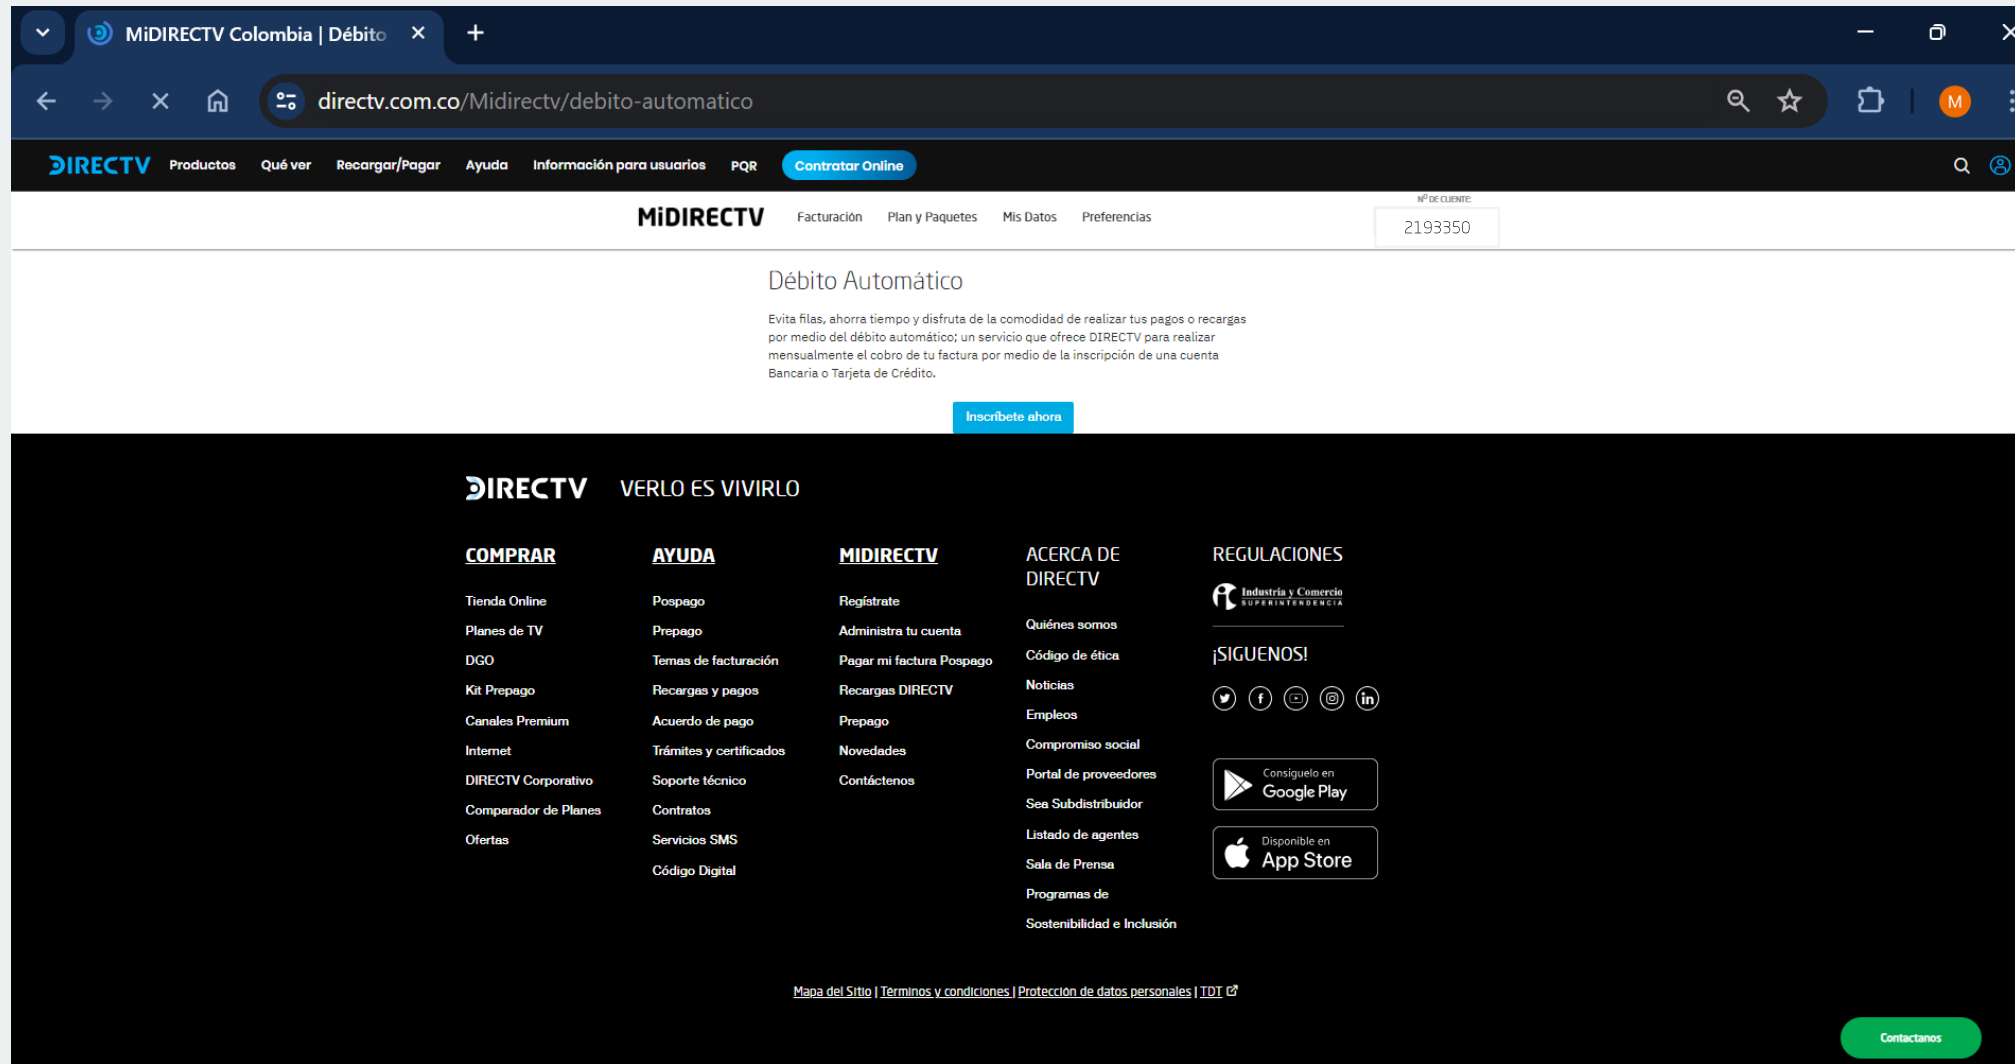 MiDIRECTV Colombia | Débito
directv.com.co/Midirectv/debito-automatico
M
DIRECTV Productos Qué ver Recargar/Pagar Ayuda Información para usuarios PQR Contratar Online
MiDIRECTV Facturación Plan y Paquetes Mis Datos Preferencias
Nº DE CLIENTE:
2193350
Débito Automático
Evita filas, ahorra tiempo y disfruta de la comodidad de realizar tus pagos o recargas
por medio del débito automático; un servicio que ofrece DIRECTV para realizar
mensualmente el cobro de tu factura por medio de la inscripción de una cuenta
Bancaria o Tarjeta de Crédito.
Inscríbete ahora
DIRECTV VERLO ES VIVIRLO
COMPRAR
Tienda Online
Planes de TV
DGO
Kit Prepago
Canales Premium
Internet
DIRECTV Corporativo
Comparador de Planes
Ofertas
AYUDA
Pospago
Prepago
Temas de facturación
Recargas y pagos
Acuerdo de pago
Trámites y certificados
Soporte técnico
Contratos
Servicios SMS
Código Digital
MIDIRECTV
Regístrate
Administra tu cuenta
Pagar mi factura Pospago
Recargas DIRECTV
Prepago
Novedades
Contáctenos
ACERCA DE
DIRECTV
Quiénes somos
Código de ética
Noticias
Empleos
Compromiso social
Portal de proveedores
Sea Subdistribuidor
Listado de agentes
Sala de Prensa
Programas de
Sostenibilidad e Inclusión
REGULACIONES
Industria y Comercio
SUPERINTENDENCIA
¡SIGUENOS!
Consíguelo en
Google Play
Disponible en
App Store
Mapa del Sitio | Términos y condiciones | Protección de datos personales | TDT
Contactanos